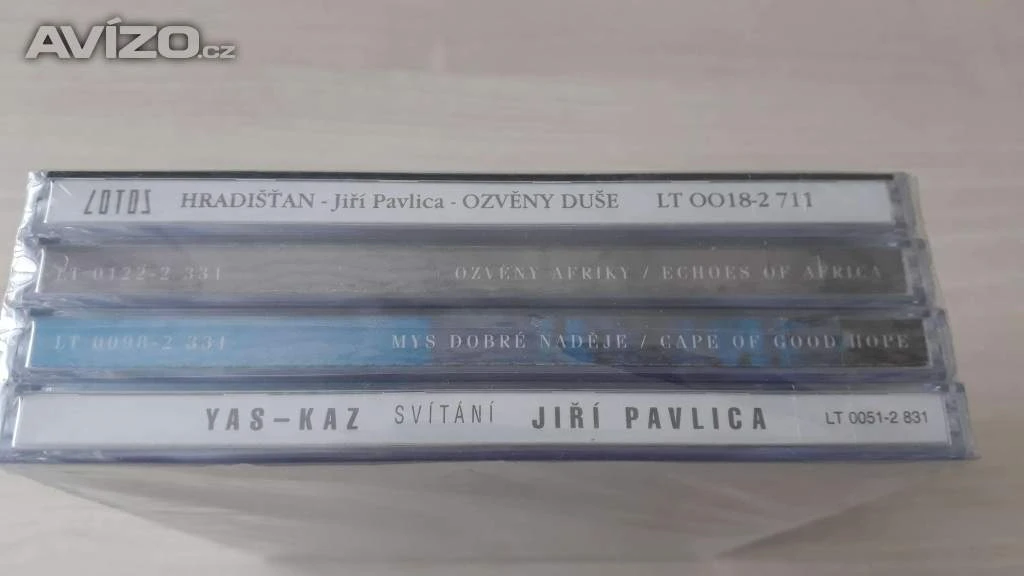 AVÍZO.cz
LOTOS HRADIŠŤAN - Jiří Pavlica - OZVĚNY DUŠE LT OO18-2 711
LT 0122-2 331 OZVĚNY AFRIKY / ECHOES OF AFRICA
LT 0098-2 331 MYS DOBRÉ NADĚJE / CAPE OF GOOD HOPE
YAS-KAZ SVÍTÁNÍ JIŘÍ PAVLICA LT 0051-2 831